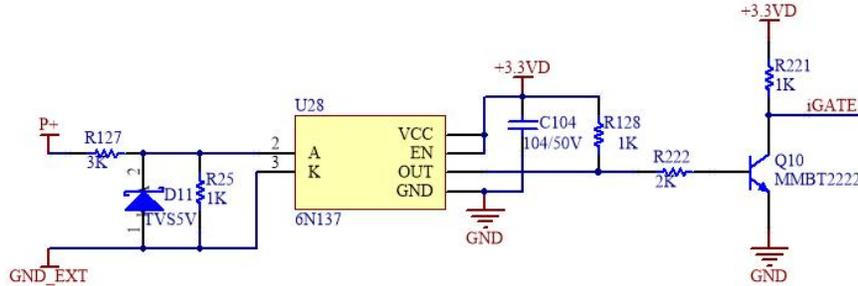 +3.3VD
R221
1K
iGATE
+3.3VD
U28
C104
104/50V
R128
1K
P+
R127
3K
2
3
A
K
VCC
EN
OUT
GND
6N137
R222
2K
Q10
MMBT2222
2
D11
TVS5V
1
R25
1K
GND
GND_EXT
GND